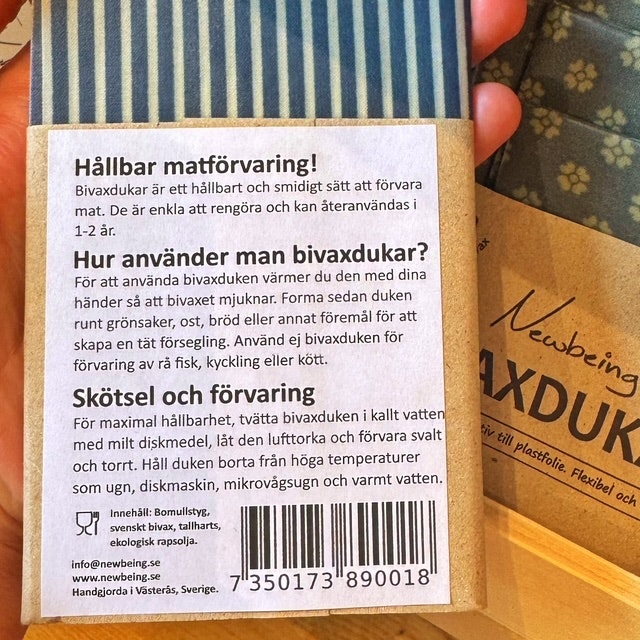 Hållbar matförvaring!
Bivaxdukar är ett hållbart och smidigt sätt att förvara
mat. De är enkla att rengöra och kan återanvändas i
1-2 år.
Hur använder man bivaxdukar?
För att använda bivaxduken värmer du den med dina
händer så att bivaxet mjuknar. Forma sedan duken
runt grönsaker, ost, bröd eller annat föremål för att
skapa en tät försegling. Använd ej bivaxduken för
förvaring av rå fisk, kyckling eller kött.
Skötsel och förvaring
För maximal hållbarhet, tvätta bivaxduken i kallt vatten
med milt diskmedel, låt den lufttorka och förvara svalt
och torrt. Håll duken borta från höga temperaturer
som ugn, diskmaskin, mikrovågsugn och varmt vatten.
Innehåll: Bomullstyg,
svenskt bivax, tallharts,
ekologisk rapsolja.
info@newbeing.se
www.newbeing.se
Handgjorda i Västerås, Sverige.
7 350173 890018
Newbeing
AXDUK
tiv till plastfolie. Flexibel och